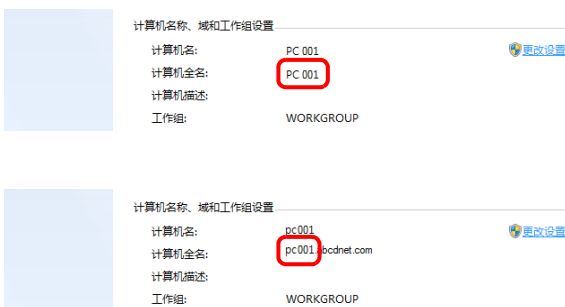 计算机名称、域和工作组设置
计算机名: PC 001 更改设置
计算机全名: PC 001
计算机描述:
工作组: WORKGROUP
计算机名称、域和工作组设置
计算机名: pc001 更改设置
计算机全名: pc001.abcdnet.com
计算机描述:
工作组: WORKGROUP